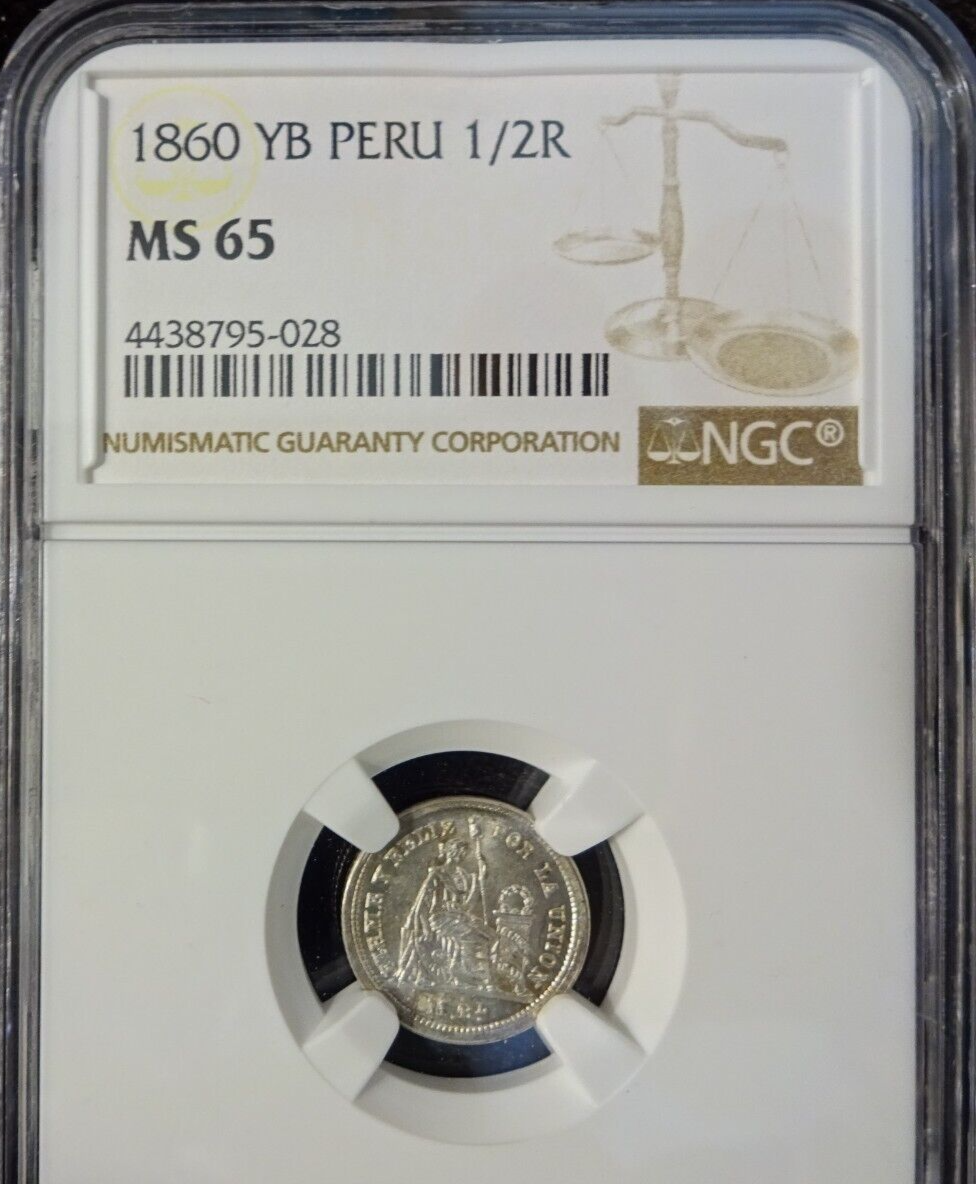 1860 YB PERU 1/2R
MS 65
4438795-028
NUMISMATIC GUARANTY CORPORATION
NGC®
FIRME Y FELIZ POR LA UNION